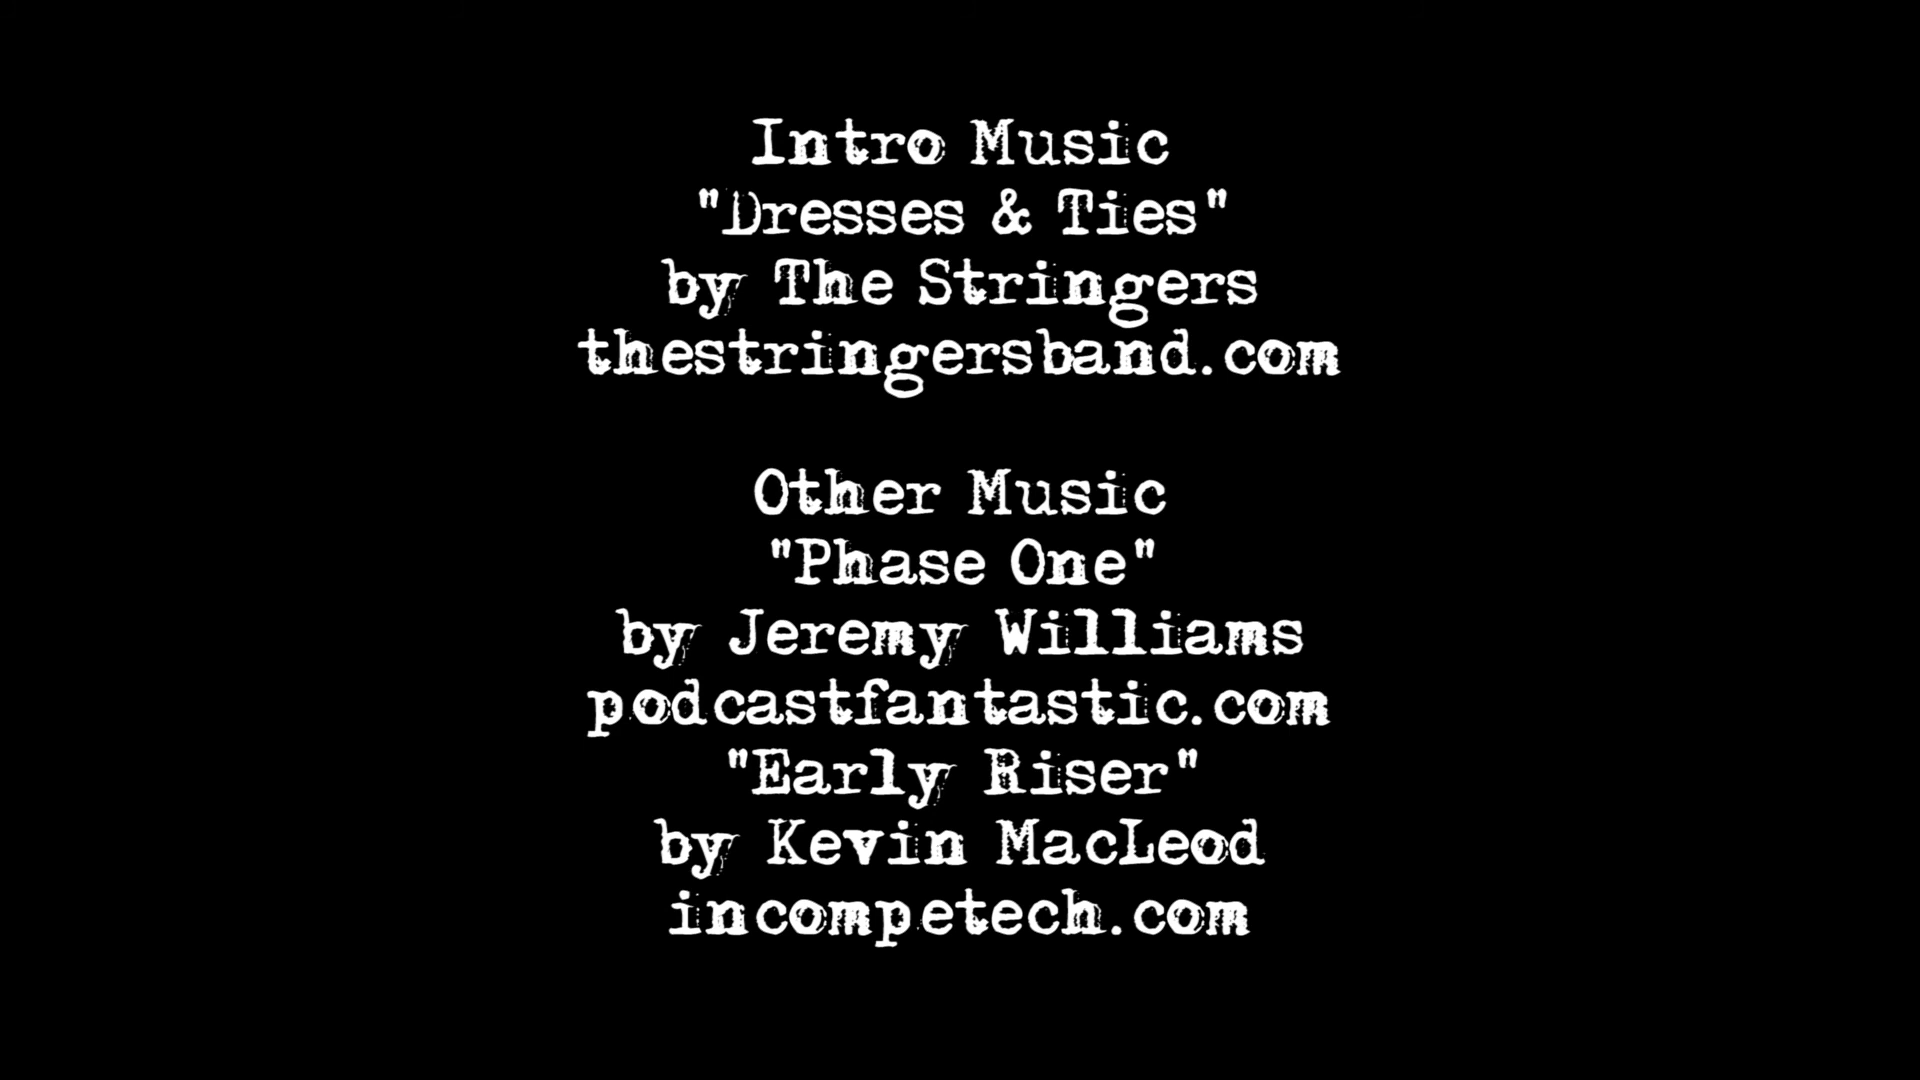 Intro Music
"Dresses & Ties"
by The Stringers
thestringersband.com
Other Music
"Phase One"
by Jeremy Williams
podcastfantastic.com
"Early Riser"
by Kevin MacLeod
incompetech.com